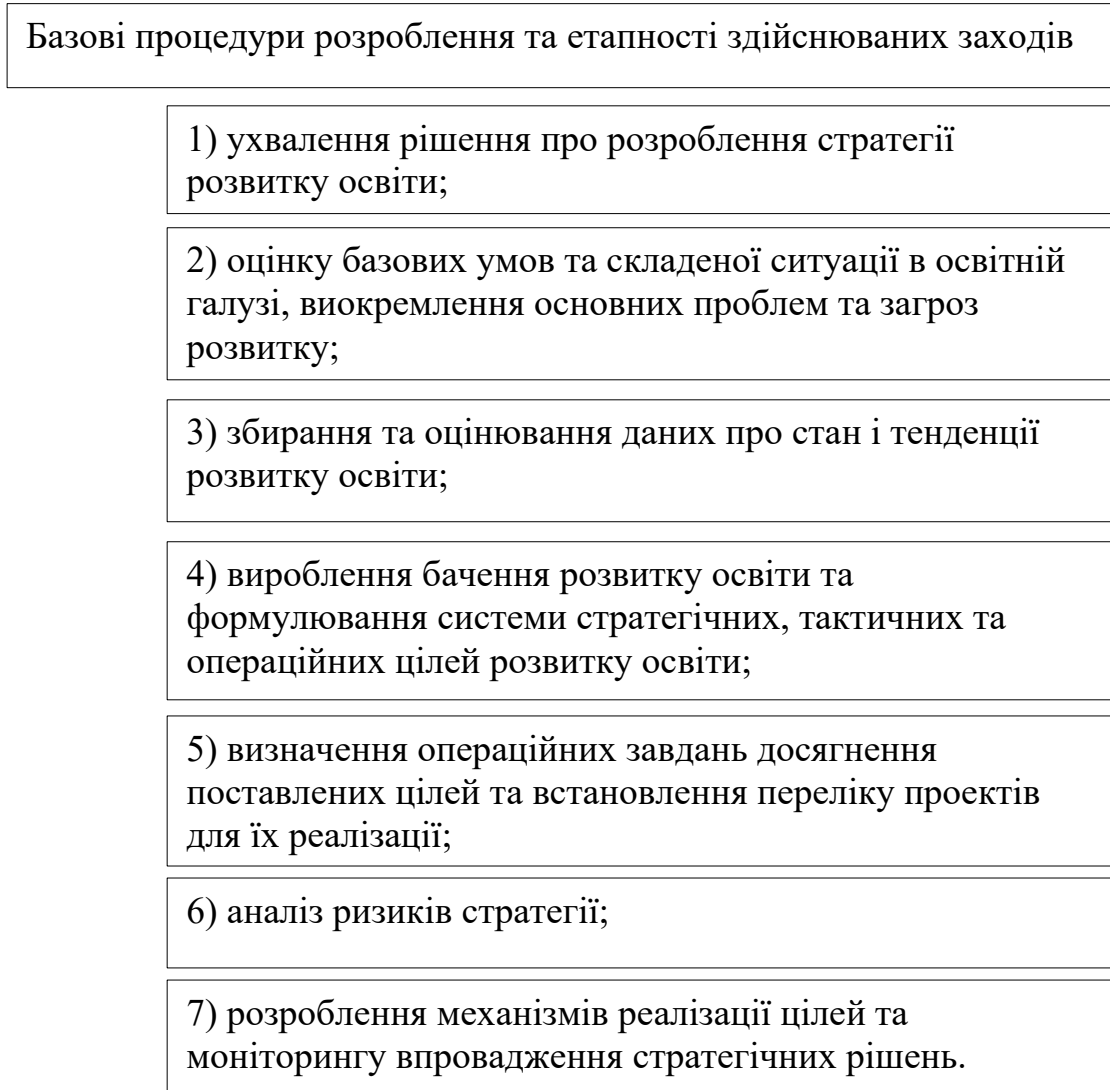 Базові процедури розроблення та етапності здійснюваних заходів
1) ухвалення рішення про розроблення стратегії
розвитку освіти;
2) оцінку базових умов та складеної ситуації в освітній
галузі, виокремлення основних проблем та загроз
розвитку;
3) збирання та оцінювання даних про стан і тенденції
розвитку освіти;
4) вироблення бачення розвитку освіти та
формулювання системи стратегічних, тактичних та
операційних цілей розвитку освіти;
5) визначення операційних завдань досягнення
поставлених цілей та встановлення переліку проектів
для їх реалізації;
6) аналіз ризиків стратегії;
7) розроблення механізмів реалізації цілей та
моніторингу впровадження стратегічних рішень.